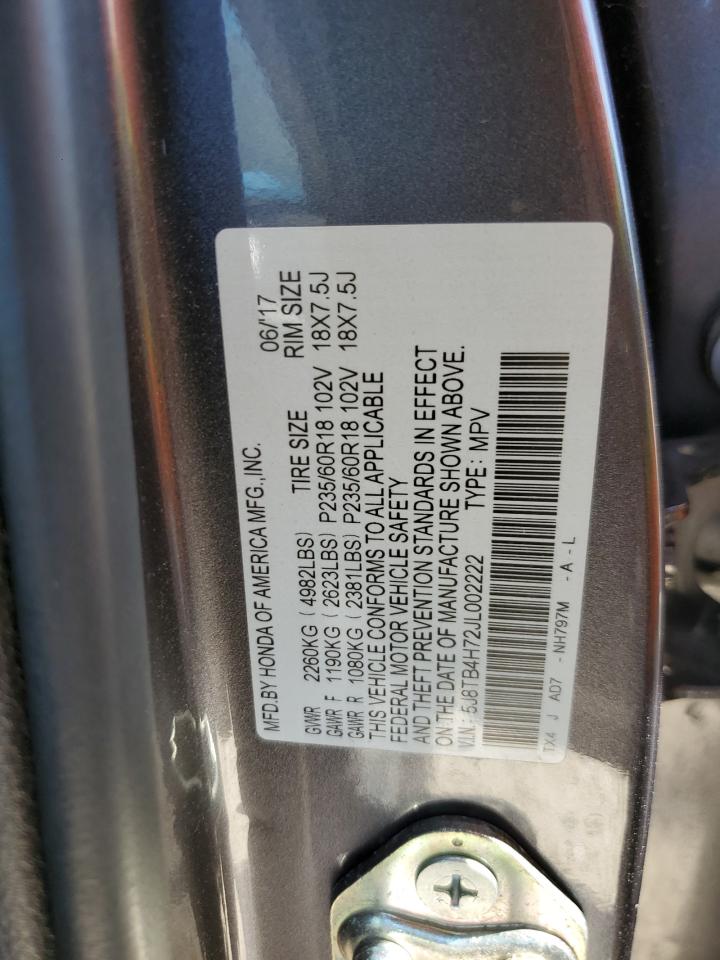 MFD.BY HONDA OF AMERICA MFG.,INC. 06/'17
GVWR 2260KG ( 4982LBS) TIRE SIZE RIM SIZE
GAWR F 1190KG ( 2623LBS) P235/60R18 102V 18X7.5J
GAWR R 1080KG ( 2381LBS) P235/60R18 102V 18X7.5J
THIS VEHICLE CONFORMS TO ALL APPLICABLE
FEDERAL MOTOR VEHICLE SAFETY
AND THEFT PREVENTION STANDARDS IN EFFECT
ON THE DATE OF MANUFACTURE SHOWN ABOVE.
V.I.N.: 5J8TB4H72JL002222 TYPE: MPV
TX4 J AD7 - NH797M - A - L